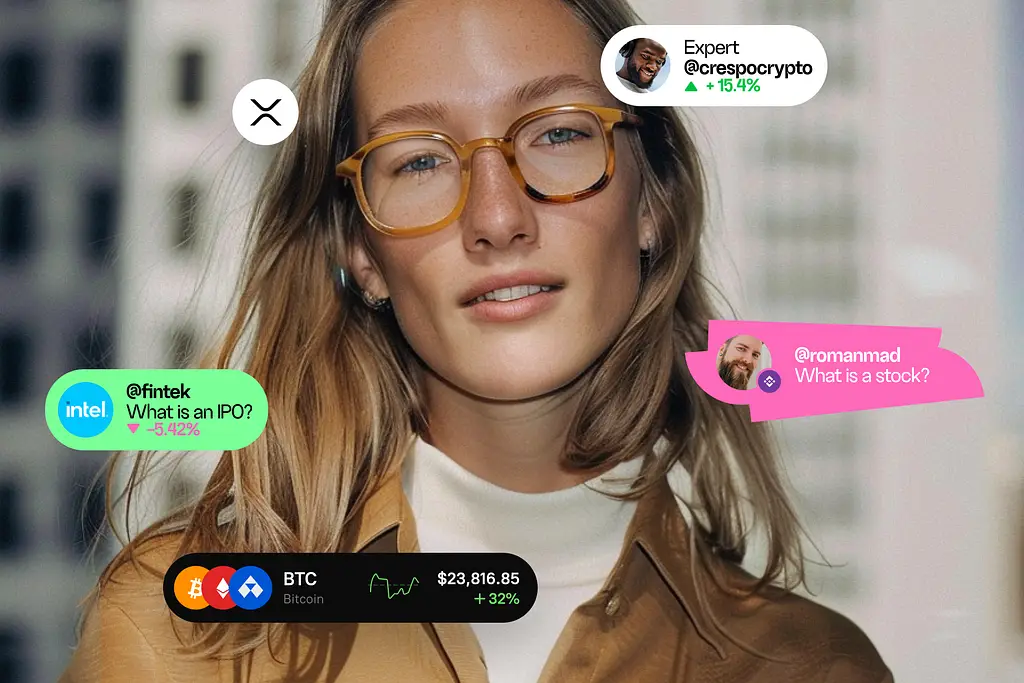 Expert
@crespocrypto
+ 15.4%
@romanmad
What is a stock?
intel.
@fintek
What is an IPO?
−5.42%
BTC
Bitcoin
$23,816.85
+ 32%